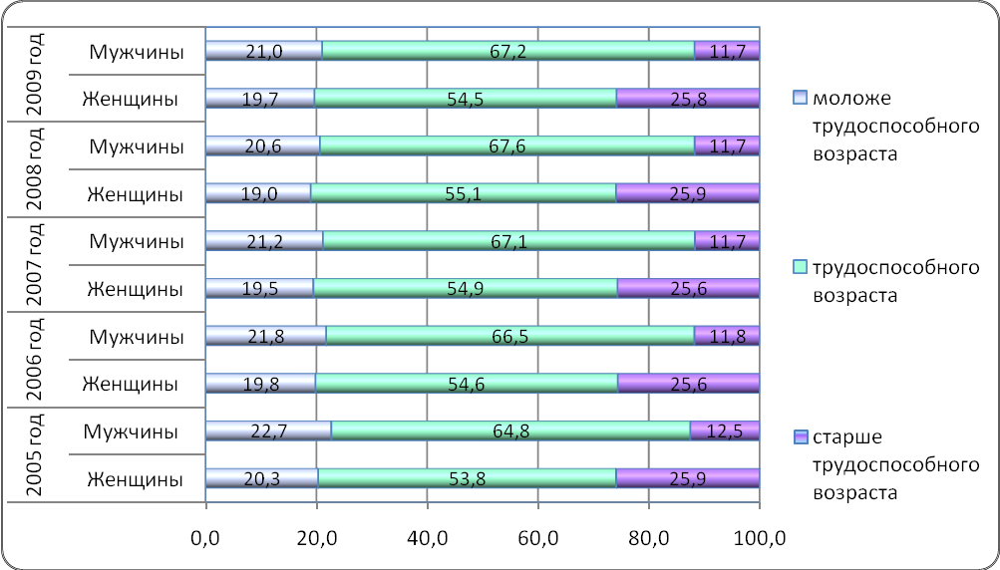 2009 год
Мужчины 21,0 67,2 11,7
Женщины 19,7 54,5 25,8
2008 год
Мужчины 20,6 67,6 11,7
Женщины 19,0 55,1 25,9
2007 год
Мужчины 21,2 67,1 11,7
Женщины 19,5 54,9 25,6
2006 год
Мужчины 21,8 66,5 11,8
Женщины 19,8 54,6 25,6
2005 год
Мужчины 22,7 64,8 12,5
Женщины 20,3 53,8 25,9
0,0 20,0 40,0 60,0 80,0 100,0
моложе
трудоспособного
возраста
трудоспособного
возраста
старше
трудоспособного
возраста